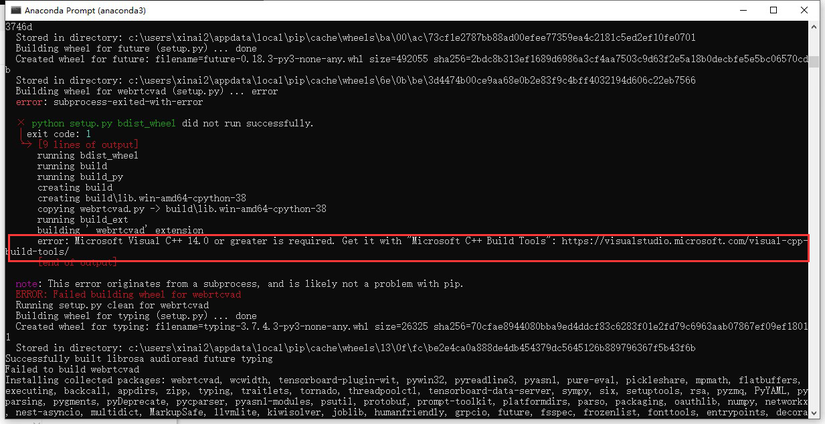 Anaconda Prompt (anaconda3)
3746d
Stored in directory: c:\users\xinai2\appdata\local\pip\cache\wheels\ba\00\ac\73cf1e2787bb88ad00efee77359ea4c2181c5ed2ef10fe0701
Building wheel for future (setup.py) ... done
Created wheel for future: filename=future-0.18.3-py3-none-any.whl size=492055 sha256=2bdc8b313ef1689d6986a3cf4aa7503c9d63f2e5a18b0decbfe5e5bc06570cd
b
Stored in directory: c:\users\xinai2\appdata\local\pip\cache\wheels\6e\0b\be\3d4474b00ce9aa68e0b2e83f9c4bff4032194d606c22eb7566
Building wheel for webrtcvad (setup.py) ... error
error: subprocess-exited-with-error
× python setup.py bdist_wheel did not run successfully.
exit code: 1
[9 lines of output]
running bdist_wheel
running build
running build_py
creating build
creating build\lib.win-amd64-cpython-38
copying webrtcvad.py -> build\lib.win-amd64-cpython-38
running build_ext
building '_webrtcvad' extension
error: Microsoft Visual C++ 14.0 or greater is required. Get it with "Microsoft C++ Build Tools": https://visualstudio.microsoft.com/visual-cpp-
build-tools/
[end of output]
note: This error originates from a subprocess, and is likely not a problem with pip.
ERROR: Failed building wheel for webrtcvad
Running setup.py clean for webrtcvad
Building wheel for typing (setup.py) ... done
Created wheel for typing: filename=typing-3.7.4.3-py3-none-any.whl size=26325 sha256=70cfae8944080bba9ed4ddcf83c6283f01e2fd79c6963aab07867ef09ef1801
1
Stored in directory: c:\users\xinai2\appdata\local\pip\cache\wheels\13\0f\fc\be2e4ca0a888de4db454379dc5645126b889796367f5b43f6b
Successfully built librosa audioread future typing
Failed to build webrtcvad
Installing collected packages: webrtcvad, wcwidth, tensorboard-plugin-wit, pywin32, pyreadline3, pyasn1, pure-eval, pickleshare, mpmath, flatbuffers,
executing, backcall, appdirs, zipp, typing, traitlets, tornado, threadpoolctl, tensorboard-data-server, sympy, six, setuptools, rsa, pyzmq, PyYAML, py
parsing, pygments, pyDeprecate, pycparser, pyasn1-modules, psutil, protobuf, prompt-toolkit, platformdirs, parso, packaging, oauthlib, numpy, networkx
, nest-asyncio, multidict, MarkupSafe, llvmlite, kiwisolver, joblib, humanfriendly, grpcio, future, fsspec, frozenlist, fonttools, entrypoints, decora